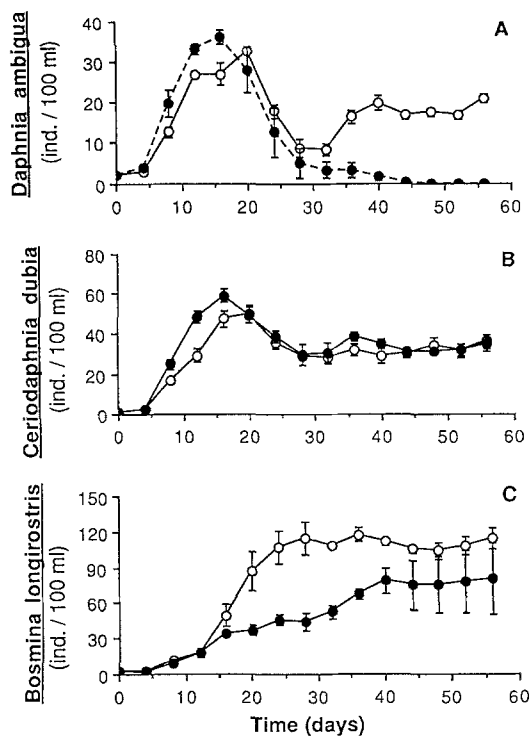 A
Daphnia ambigua
(ind. / 100 ml)
40
30
20
10
0
0 10 20 30 40 50 60
B
Ceriodaphnia dubia
(ind. / 100 ml)
80
60
40
20
0
0 10 20 30 40 50 60
C
Bosmina longirostris
(ind. / 100 ml)
150
120
90
60
30
0
0 10 20 30 40 50 60
Time (days)